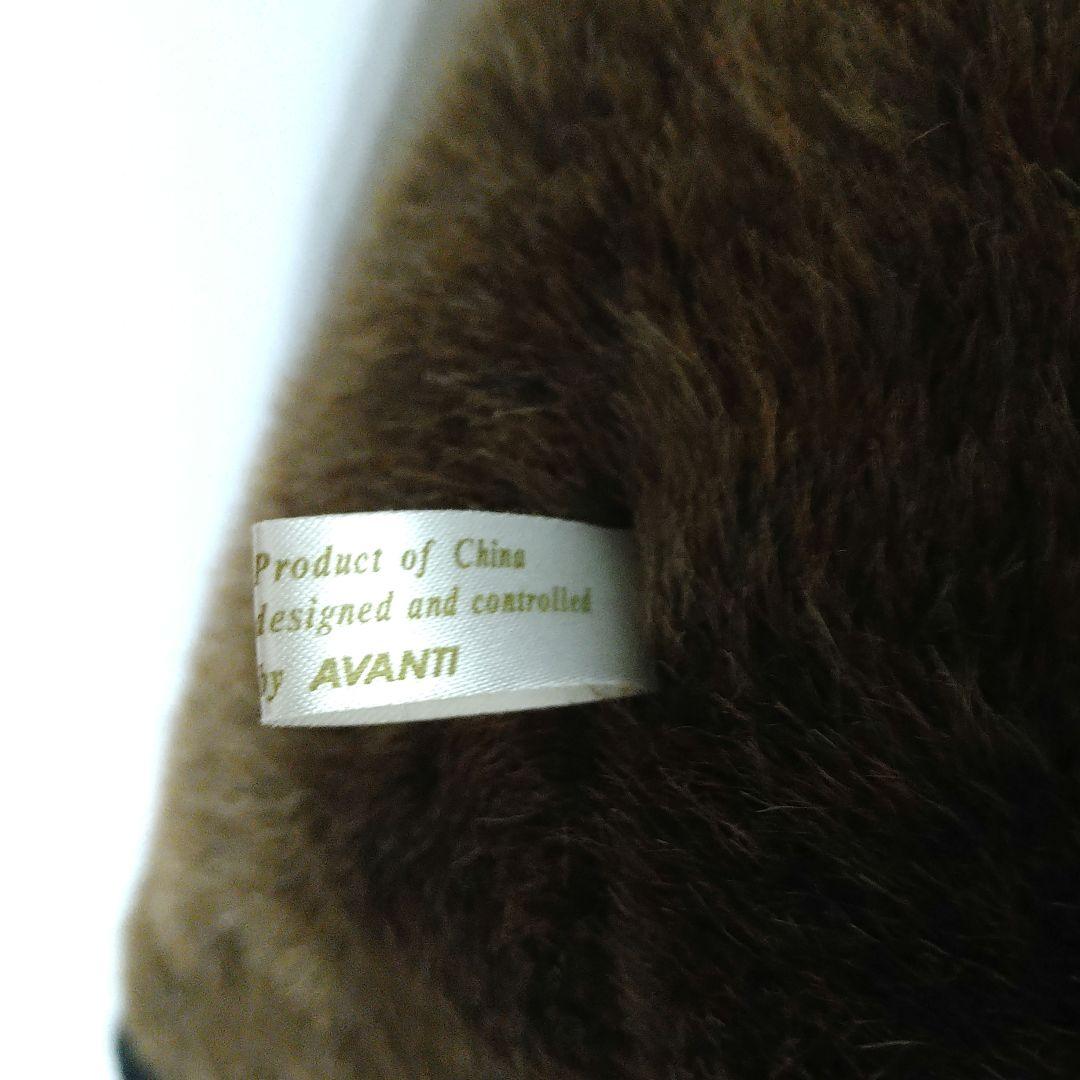 Product of China
designed and controlled
by AVANTI